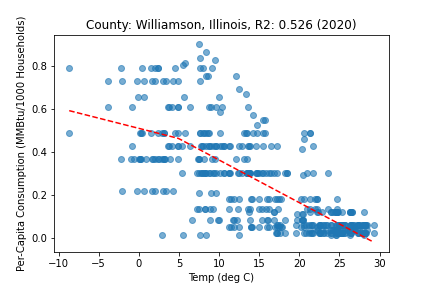 County: Williamson, Illinois, R2: 0.526 (2020)
Per-Capita Consumption (MMBtu/1000 Households)
0.8
0.6
0.4
0.2
0.0
−10 −5 0 5 10 15 20 25 30
Temp (deg C)